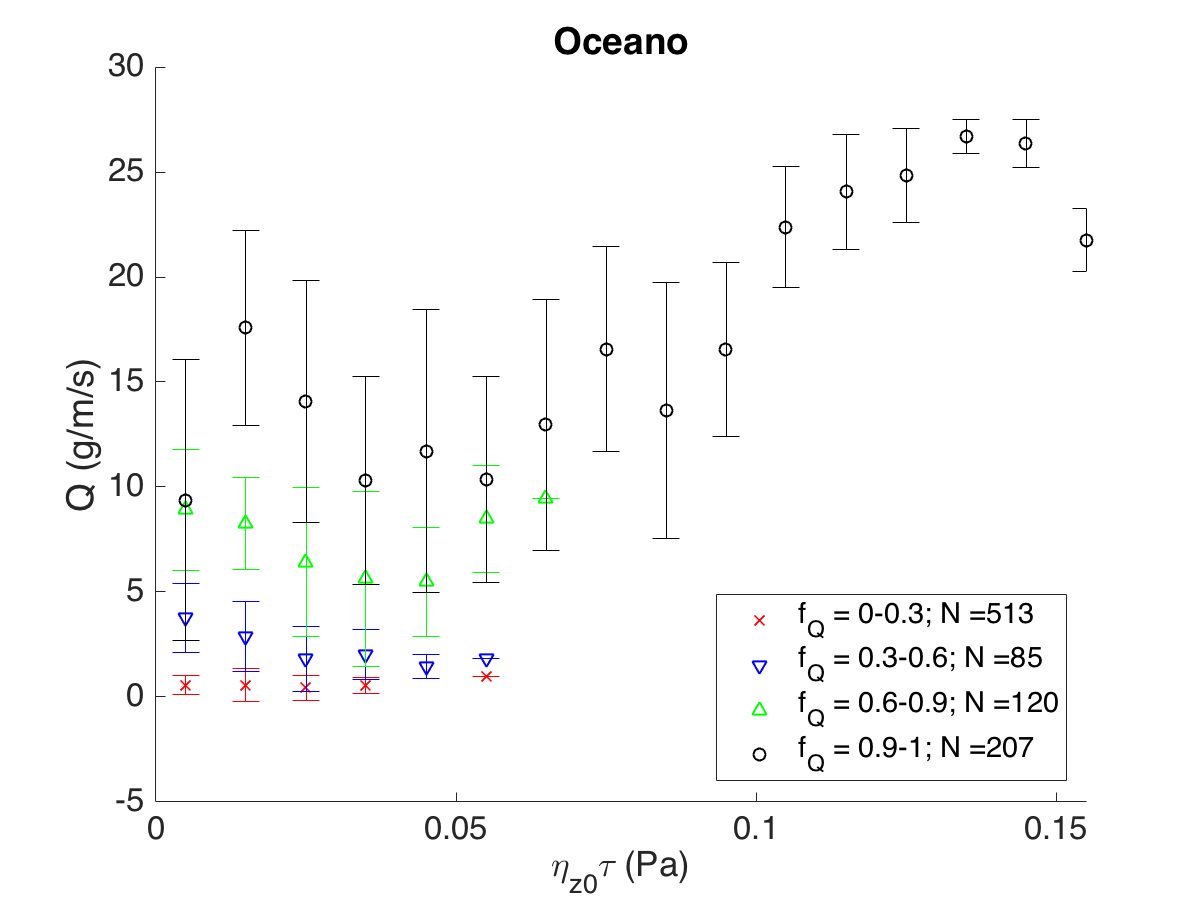 Oceano
30
25
20
15
10
5
0
-5
Q (g/m/s)
0
0.05
0.1
0.15
η_z0 τ (Pa)
f_Q = 0-0.3; N =513
f_Q = 0.3-0.6; N =85
f_Q = 0.6-0.9; N =120
f_Q = 0.9-1; N =207